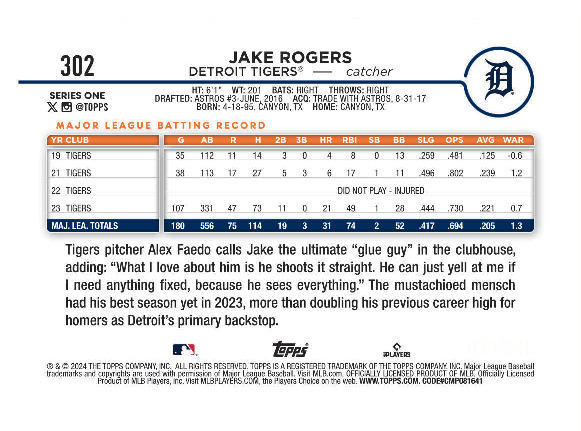 302
JAKE ROGERS
DETROIT TIGERS® — catcher
D
SERIES ONE
@TOPPS
HT: 6'1" WT: 201 BATS: RIGHT THROWS: RIGHT
DRAFTED: ASTROS #3-JUNE, 2016 ACQ: TRADE WITH ASTROS, 8-31-17
BORN: 4-18-95, CANYON, TX HOME: CANYON, TX
MAJOR LEAGUE BATTING RECORD
YR CLUB G AB R H 2B 3B HR RBI SB BB SLG OPS AVG WAR
19 TIGERS 35 112 11 14 3 0 4 8 0 13 .259 .481 .125 -0.6
21 TIGERS 38 113 17 27 5 3 6 17 1 11 .496 .802 .239 1.2
22 TIGERS DID NOT PLAY - INJURED
23 TIGERS 107 331 47 73 11 0 21 49 1 28 .444 .730 .221 0.7
MAJ. LEA. TOTALS 180 556 75 114 19 3 31 74 2 52 .417 .694 .205 1.3
Tigers pitcher Alex Faedo calls Jake the ultimate “glue guy” in the clubhouse,
adding: “What I love about him is he shoots it straight. He can just yell at me if
I need anything fixed, because he sees everything.” The mustachioed mensch
had his best season yet in 2023, more than doubling his previous career high for
homers as Detroit's primary backstop.
Topps
PLAYERS
® & © 2024 THE TOPPS COMPANY, INC. ALL RIGHTS RESERVED. TOPPS IS A REGISTERED TRADEMARK OF THE TOPPS COMPANY, INC. Major League Baseball
trademarks and copyrights are used with permission of Major League Baseball. Visit MLB.com. OFFICIALLY LICENSED PRODUCT OF MLB. Officially Licensed
Product of MLB Players, Inc. Visit MLBPLAYERS.COM, the Players Choice on the web. WWW.TOPPS.COM. CODE#CMP081641